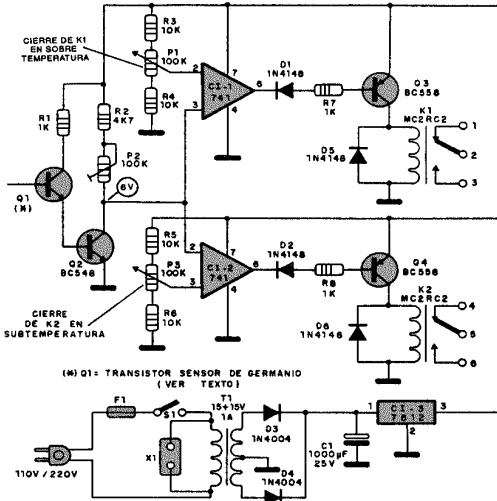 R3
10K
CIERRE DE K1
EN SOBRE
TEMPERATURA
P1
100K
R4
10K
R1
1K
R2
4K7
P2
100K
6V
Q1
(*)
Q2
BC548
2
3
7
6
4
CI-1
741
D1
1N4148
R7
1K
Q3
BC558
K1
MC2RC2
D5
1N4148
1
2
3
R5
10K
P3
100K
R6
10K
CIERRE
DE K2 EN
SUBTEMPERATURA
2
3
7
6
4
CI-2
741
D2
1N4148
R8
1K
Q4
BC558
K2
MC2RC2
D6
1N4148
4
5
6
(*) Q1= TRANSISTOR SENSOR DE GERMANIO
(VER TEXTO)
F1
S1
X1
110V / 220V
T1
15+15V
1A
D3
1N4004
D4
1N4004
C1
1000µF
25V
1
CI-3
7812
3
2